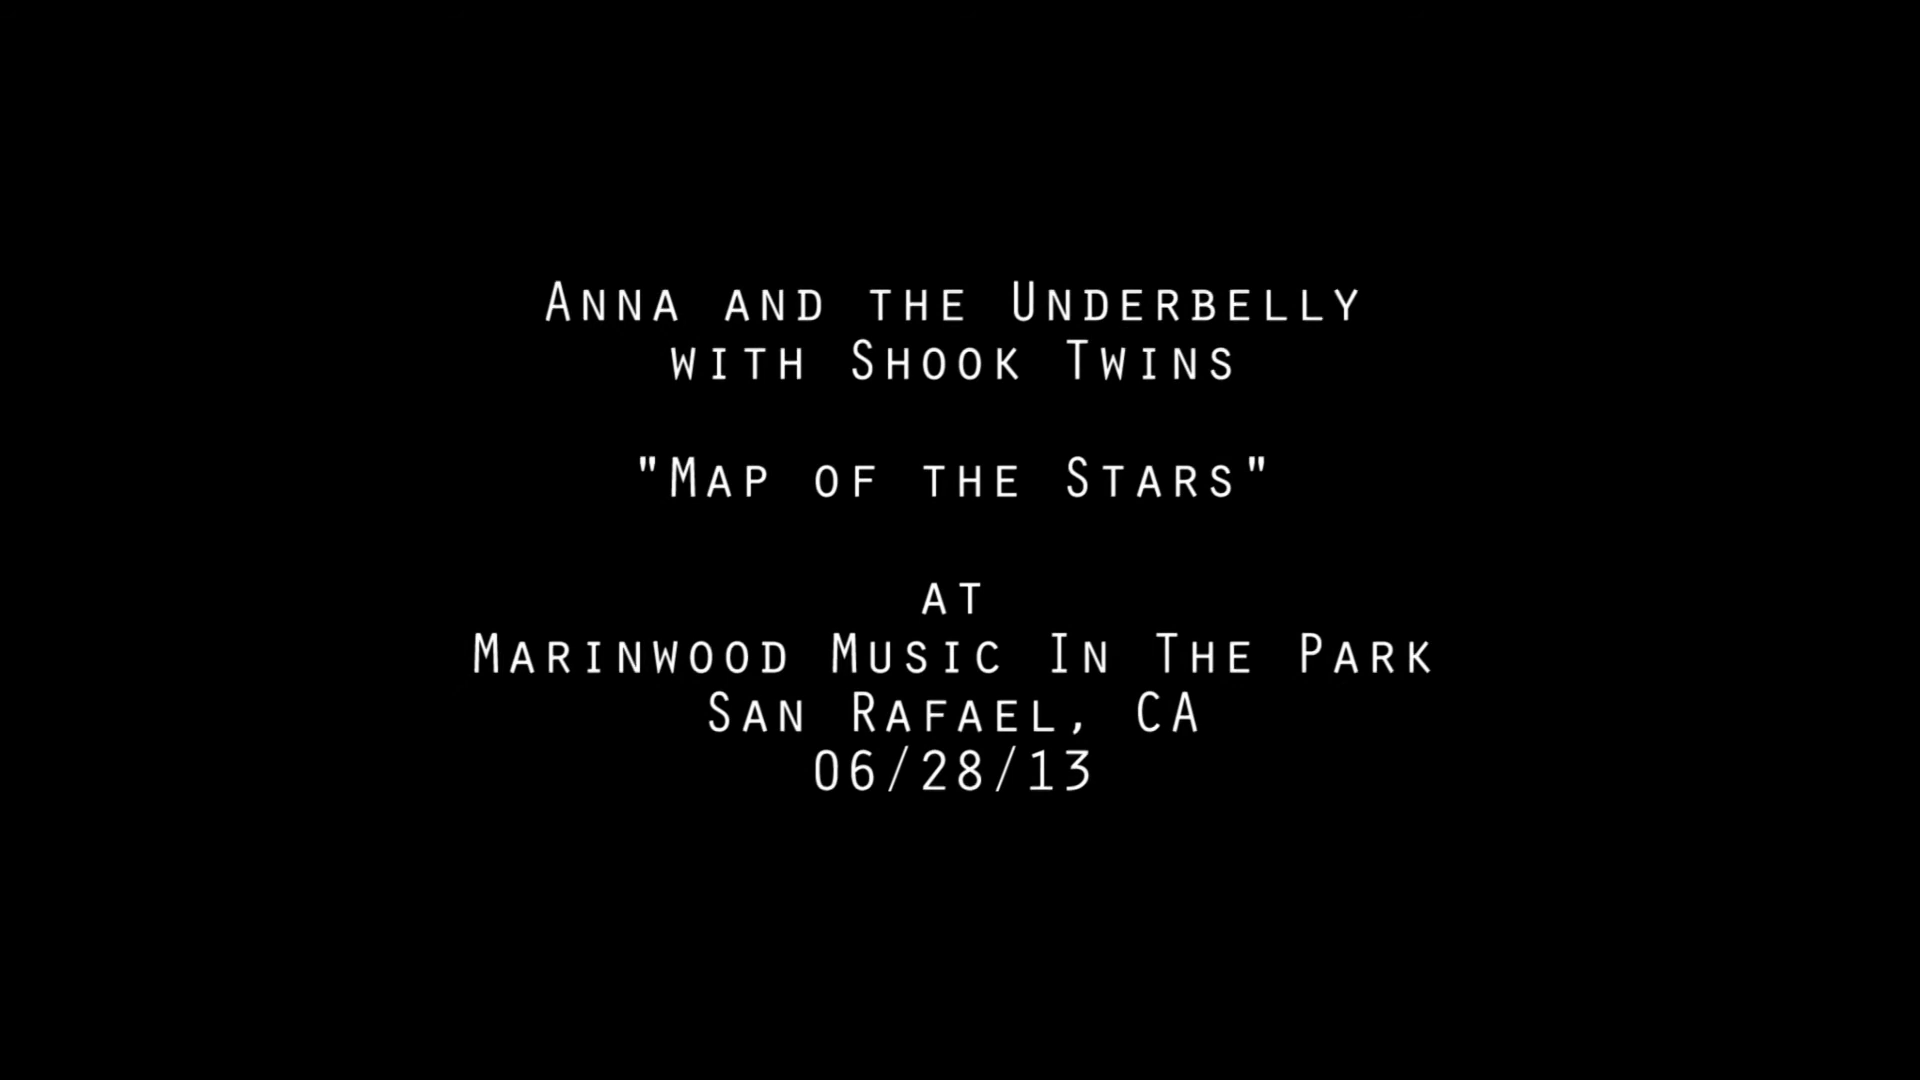 Anna and the Underbelly
with Shook Twins
"Map of the Stars"
at
Marinwood Music In The Park
San Rafael, CA
06/28/13